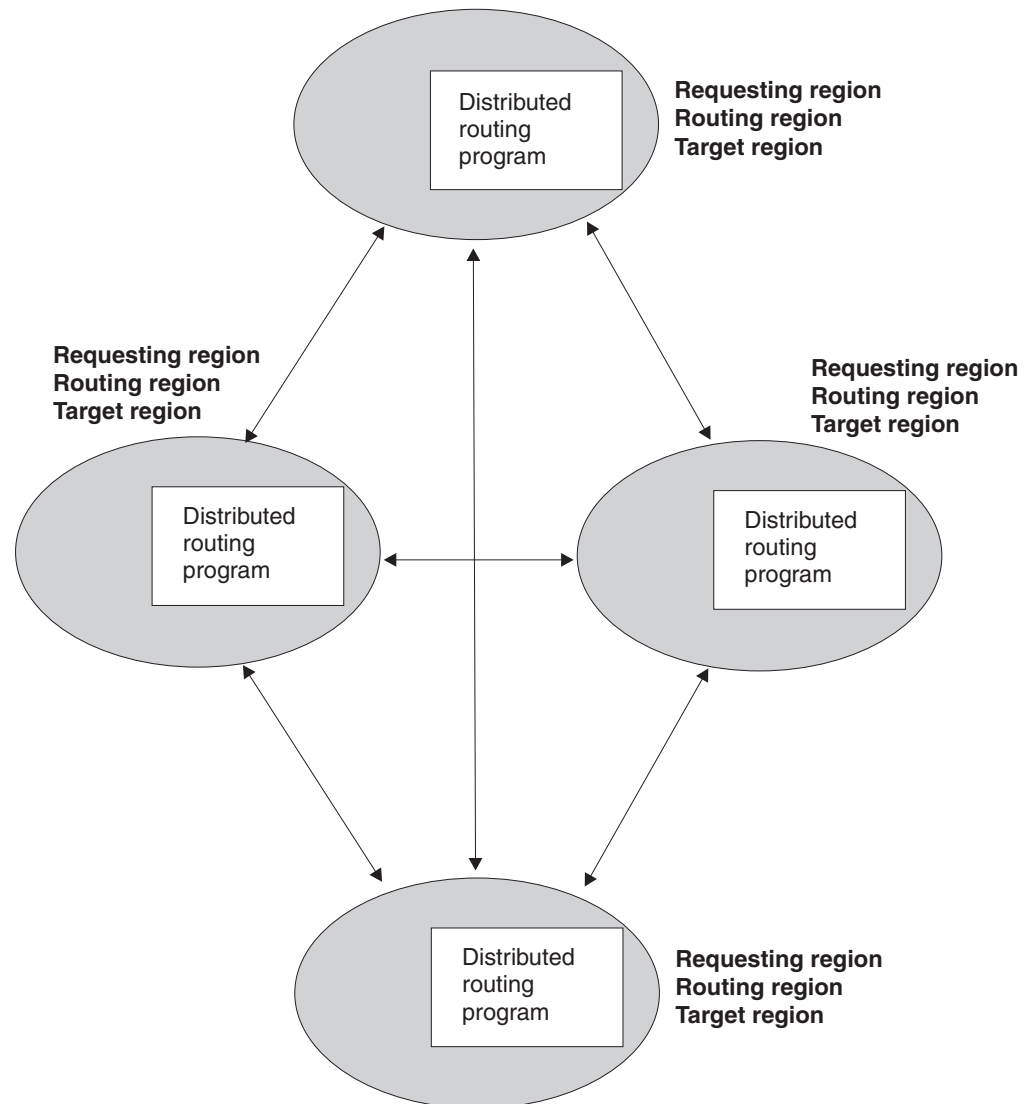 Distributed
routing
program
Requesting region
Routing region
Target region
Requesting region
Routing region
Target region
Distributed
routing
program
Requesting region
Routing region
Target region
Distributed
routing
program
Distributed
routing
program
Requesting region
Routing region
Target region